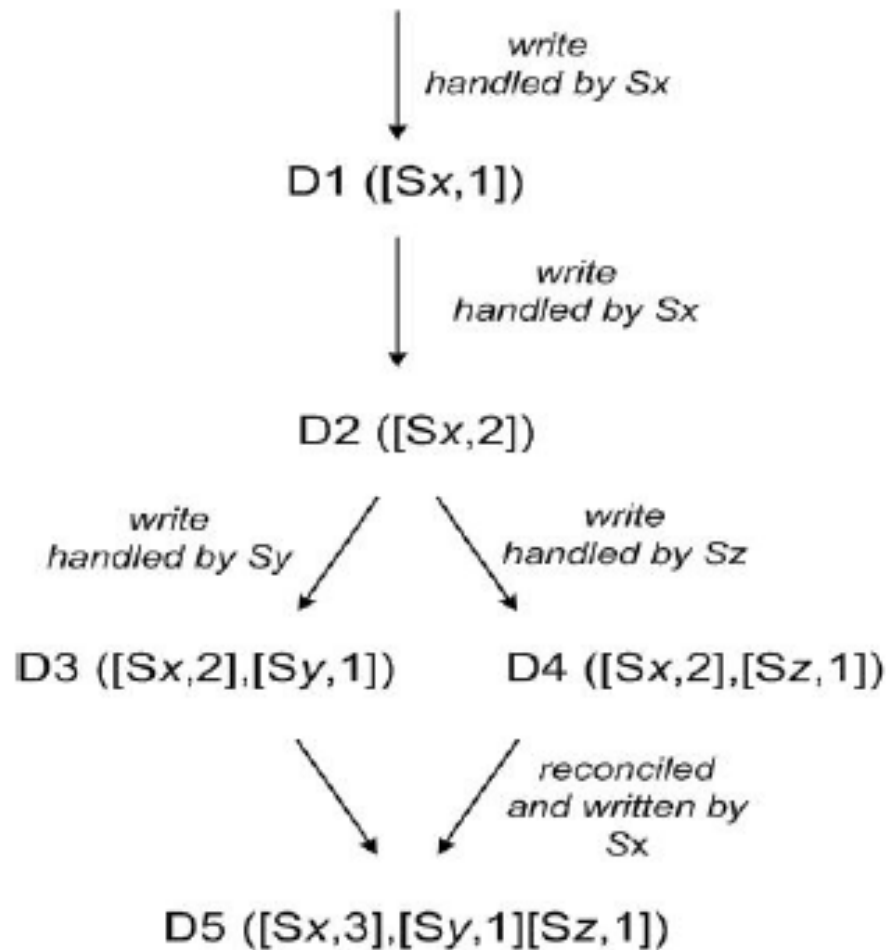 write
handled by Sx
D1 ([Sx,1])
write
handled by Sx
D2 ([Sx,2])
write
handled by Sy
write
handled by Sz
D3 ([Sx,2],[Sy,1])
D4 ([Sx,2],[Sz,1])
reconciled
and written by
Sx
D5 ([Sx,3],[Sy,1][Sz,1])